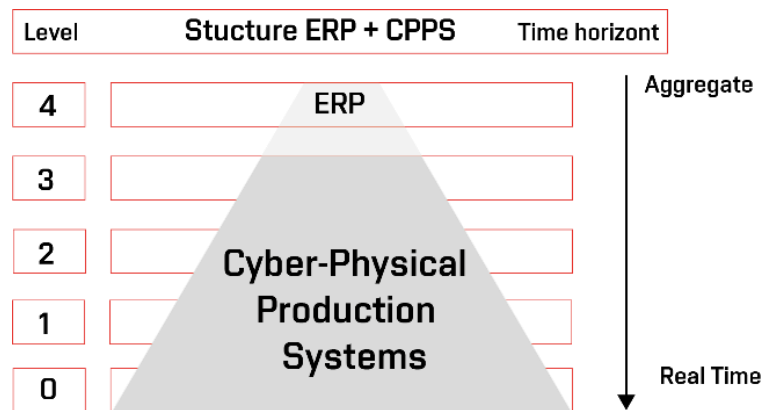 Level Stucture ERP + CPPS Time horizont
Aggregate
4 ERP
3
2
Cyber-Physical
Production
1
Systems
Real Time
0